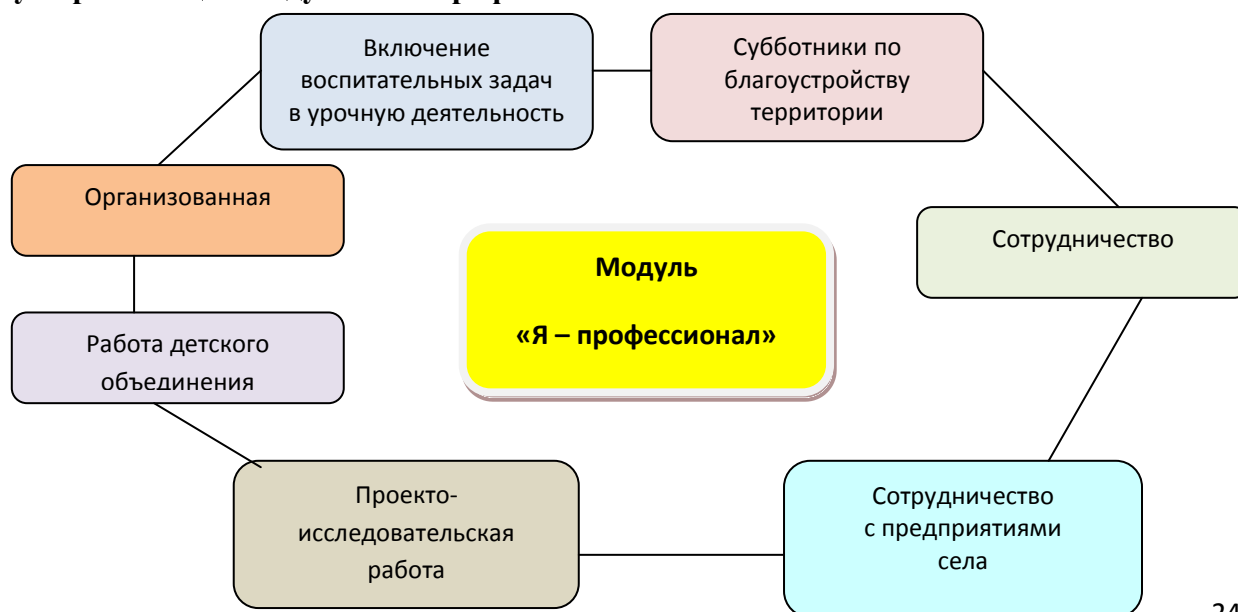 Включение
воспитательных задач
в урочную деятельность
Субботники по
благоустройству
территории
Организованная
Сотрудничество
Модуль
«Я – профессионал»
Работа детского
объединения
Проекто-
исследовательская
работа
Сотрудничество
с предприятиями
села